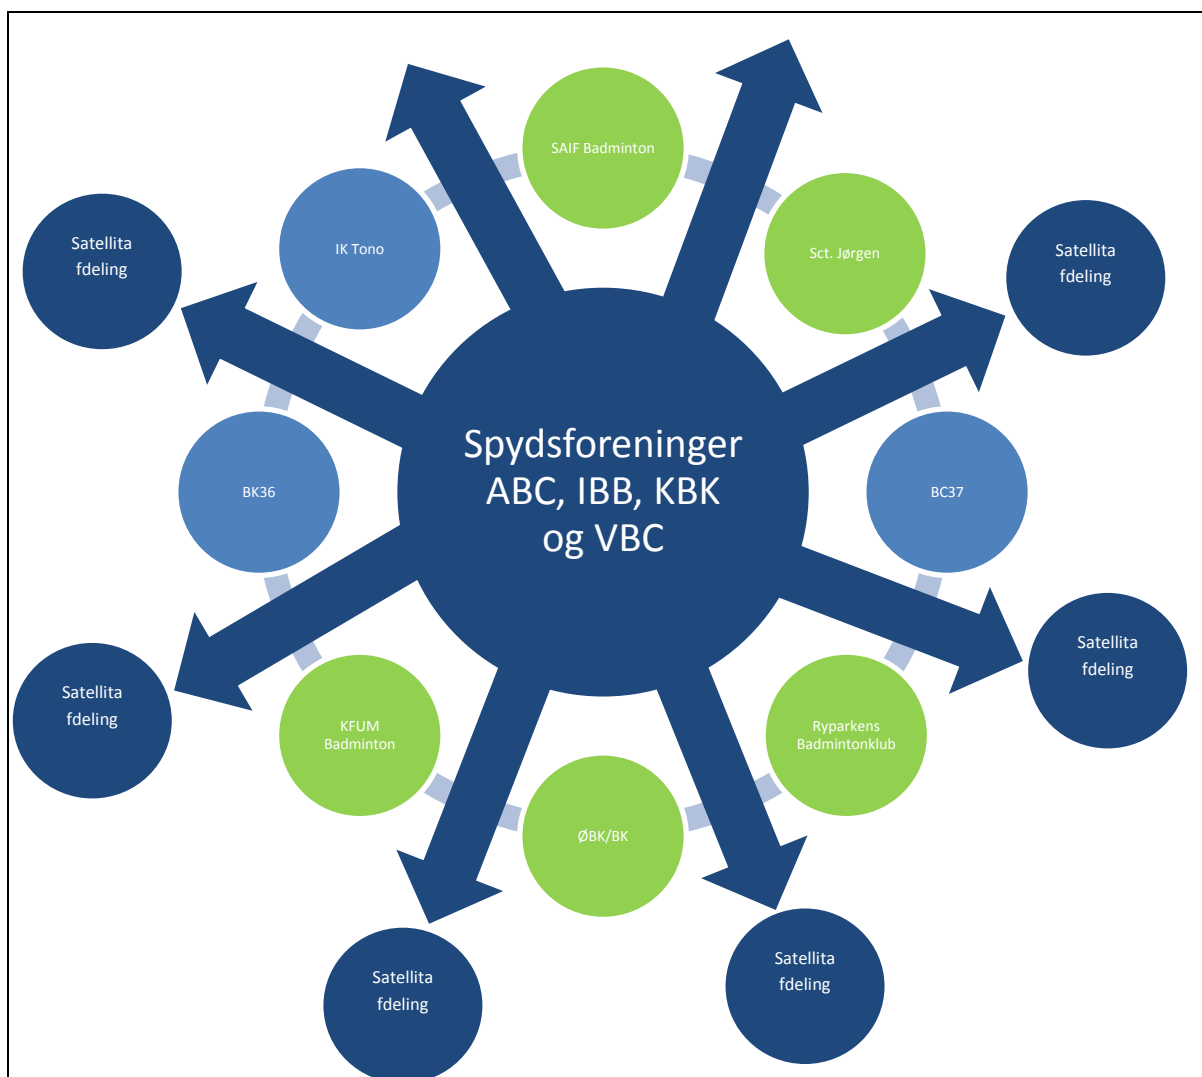 SAIF Badminton
IK Tono
Sct. Jørgen
Satellita
fdeling
Satellita
fdeling
Spydsforeninger
ABC, IBB, KBK
og VBC
BK36
BC37
Satellita
fdeling
Satellita
fdeling
KFUM
Badminton
Ryparkens
Badmintonklub
ØBK/BK
Satellita
fdeling
Satellita
fdeling